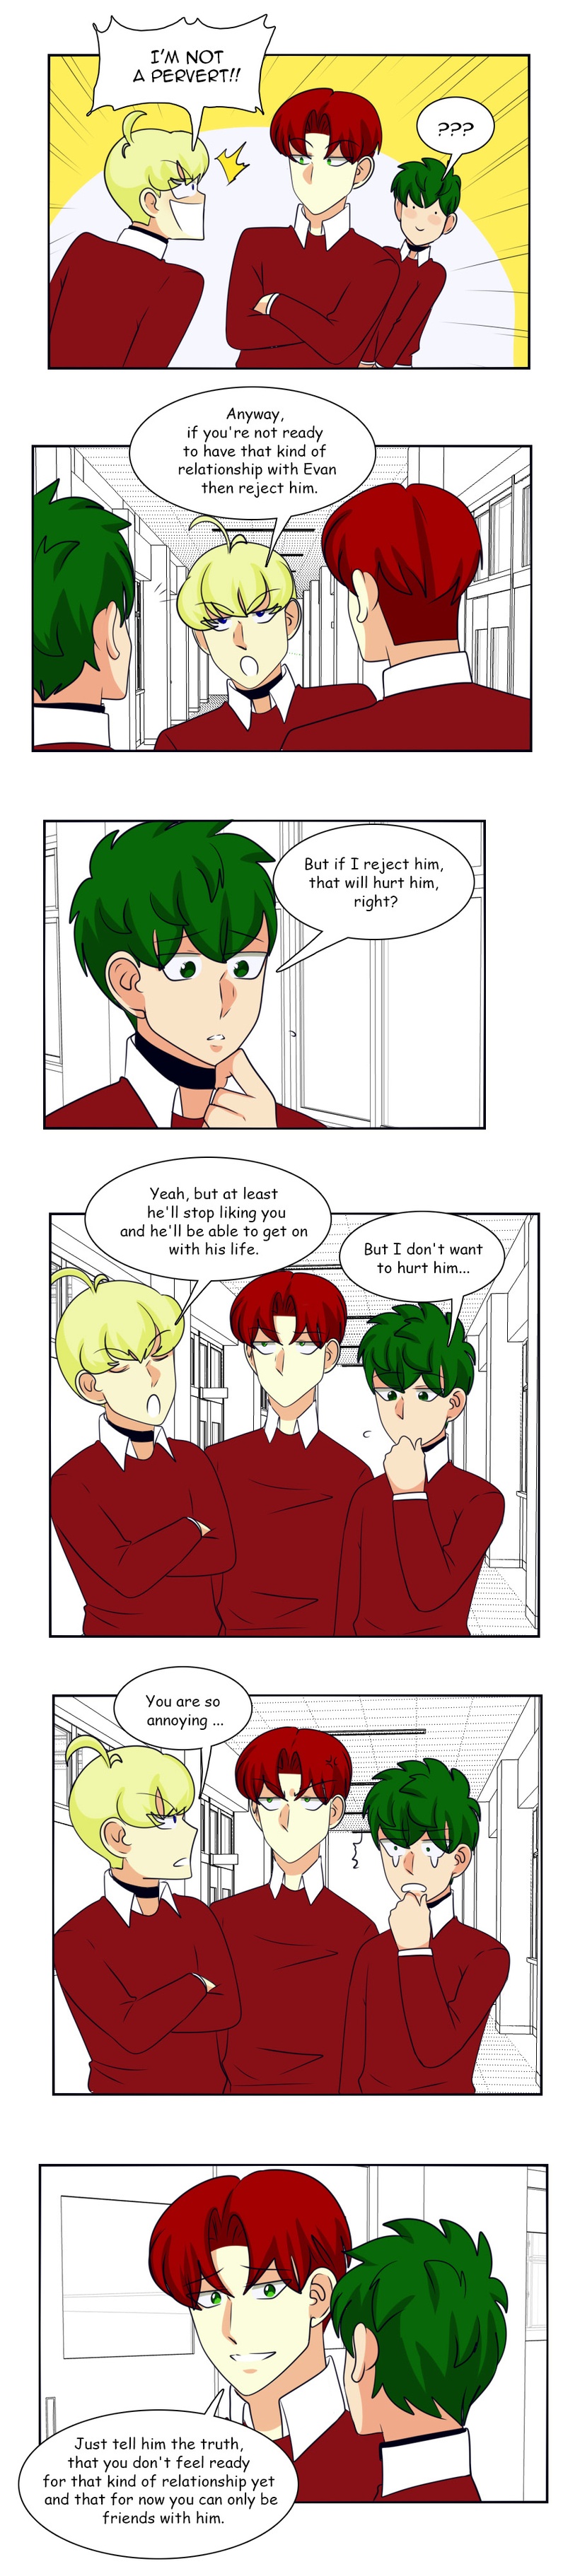 I'M NOT
A PERVERT!!
???
Anyway,
if you're not ready
to have that kind of
relationship with Evan
then reject him.
But if I reject him,
that will hurt him,
right?
Yeah, but at least
he'll stop liking you
and he'll be able to get on
with his life.
But I don't want
to hurt him...
You are so
annoying ...
Just tell him the truth,
that you don't feel ready
for that kind of relationship yet
and that for now you can only be
friends with him.